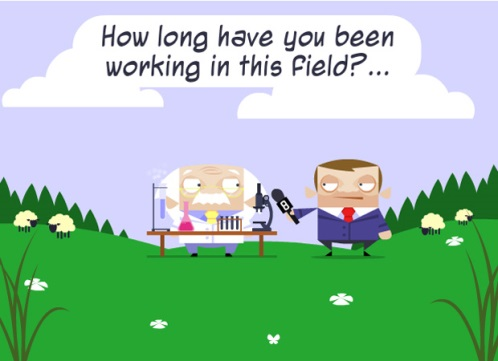 How long have you been
working in this field?...
B